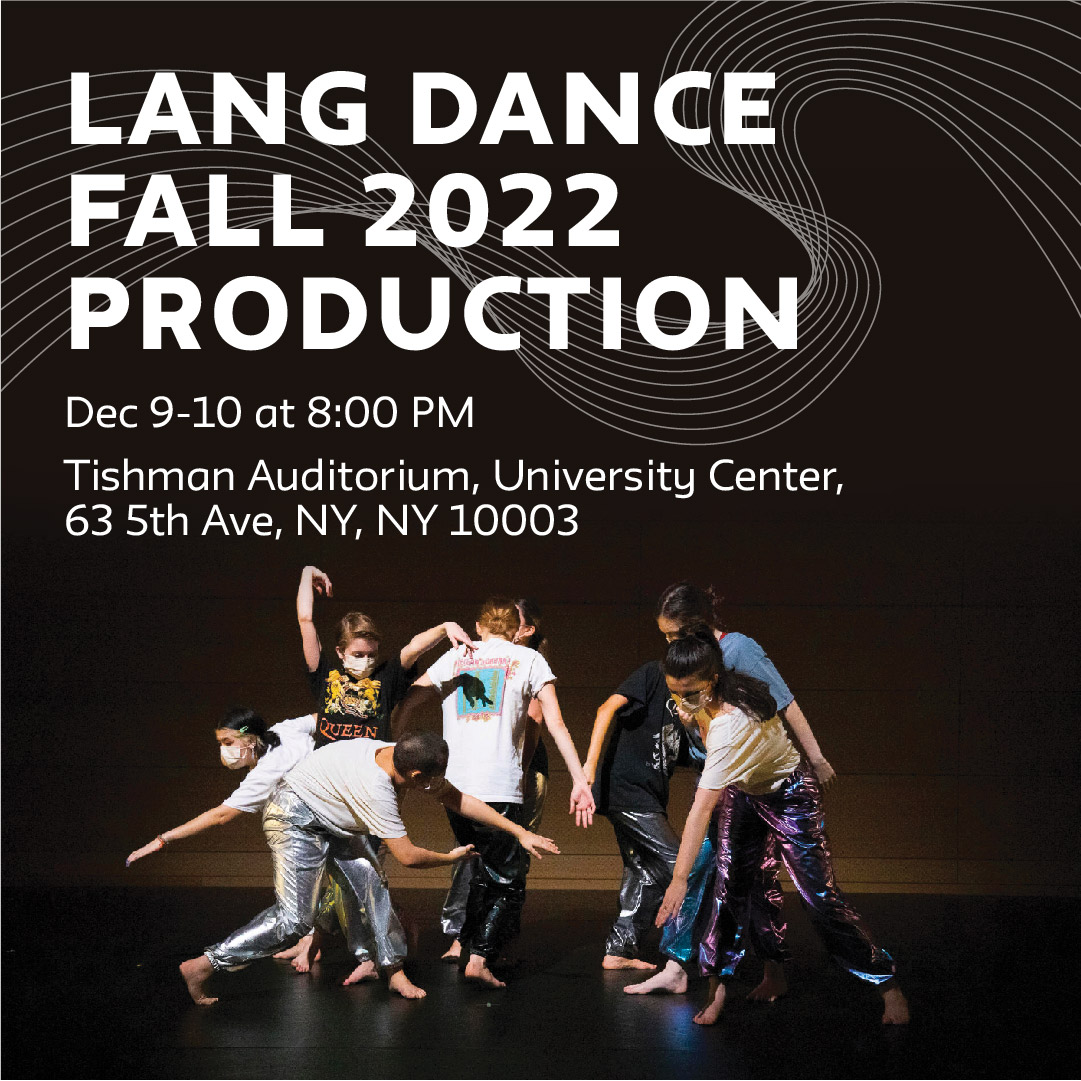 LANG DANCE
FALL 2022
PRODUCTION
Dec 9-10 at 8:00 PM
Tishman Auditorium, University Center,
63 5th Ave, NY, NY 10003
QUEEN